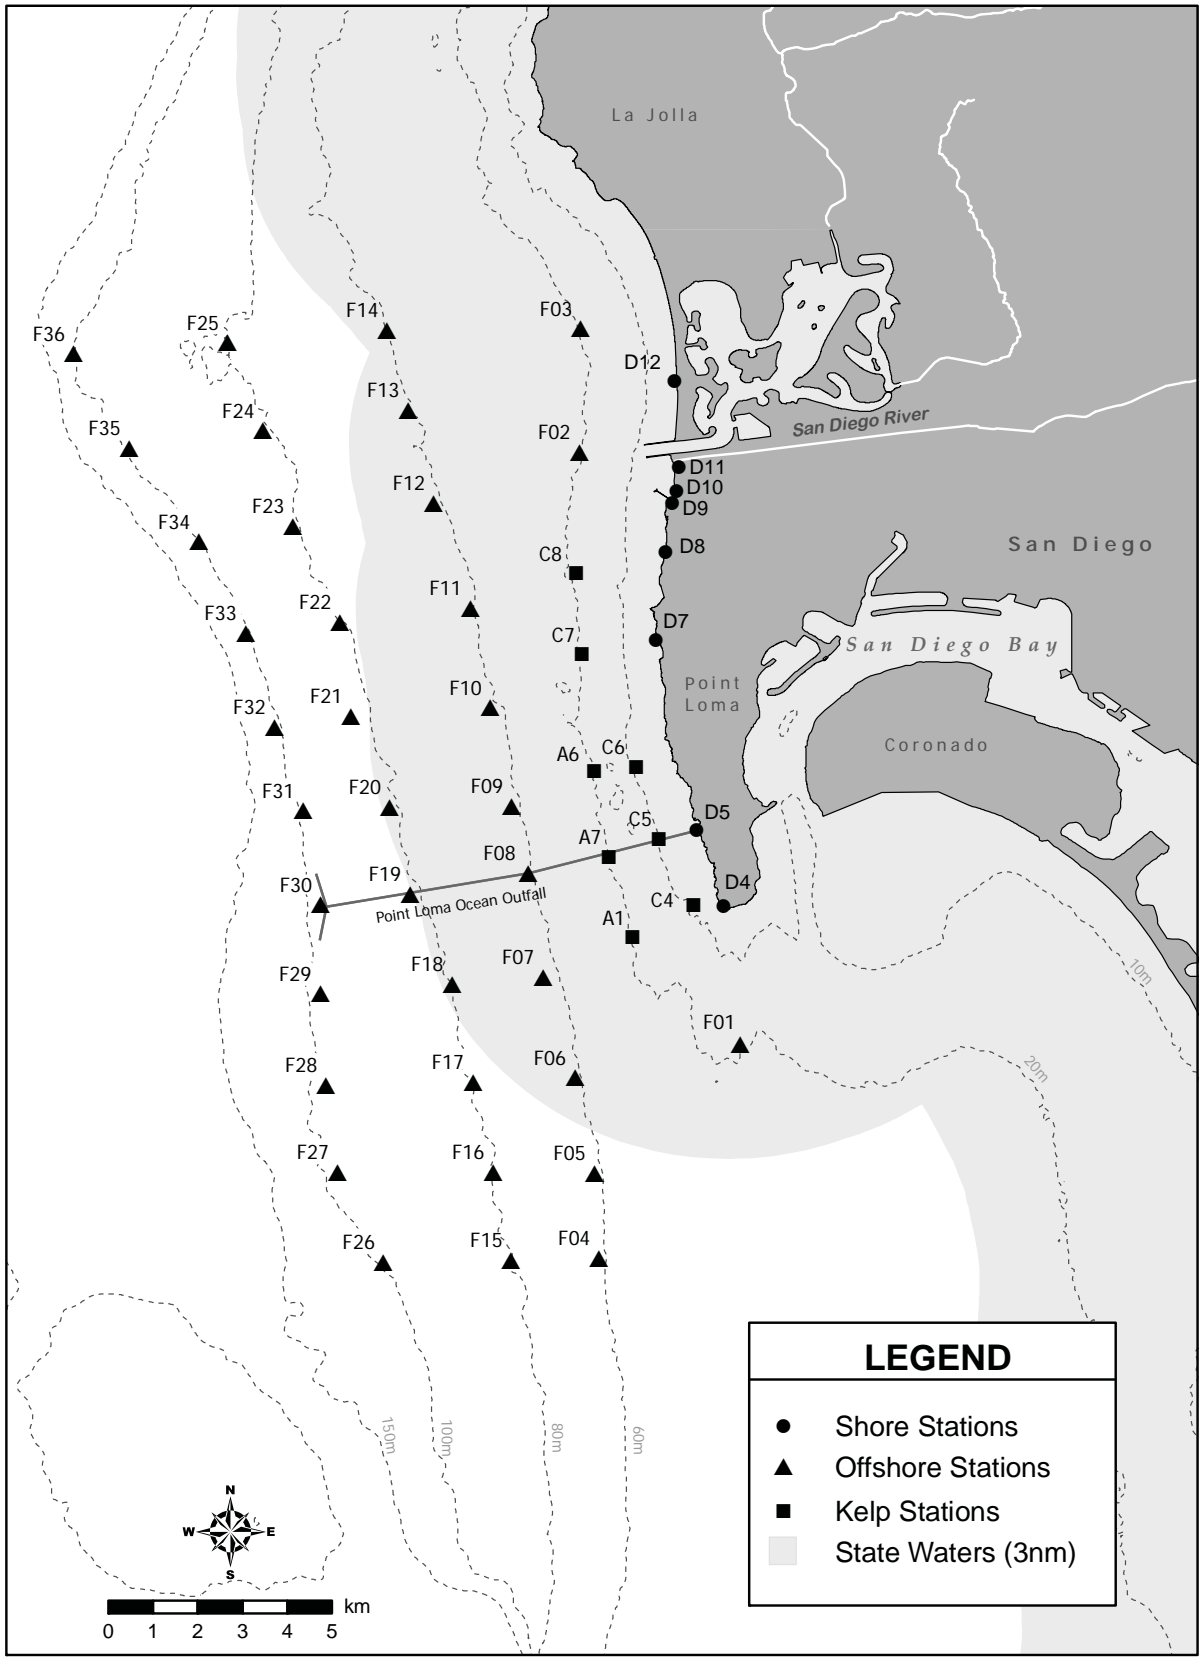 La Jolla
F03
F14
F25
F36
D12
F13
F24
San Diego River
F35
F02
D11
D10
F12
D9
F34
F23
San Diego
C8
D8
F11
F22
F33
D7
C7
San Diego Bay
Point
Loma
F10
F21
F32
Coronado
C6
A6
F31
F20
F09
D5
C5
A7
F08
F19
F30
D4
Point Loma Ocean Outfall
C4
A1
F07
F18
F29
10m
F01
F06
F17
F28
20m
F05
F16
F27
F04
F15
F26
LEGEND
Shore Stations
Offshore Stations
Kelp Stations
State Waters (3nm)
150m
100m
80m
60m
N
W
E
S
km
0 1 2 3 4 5